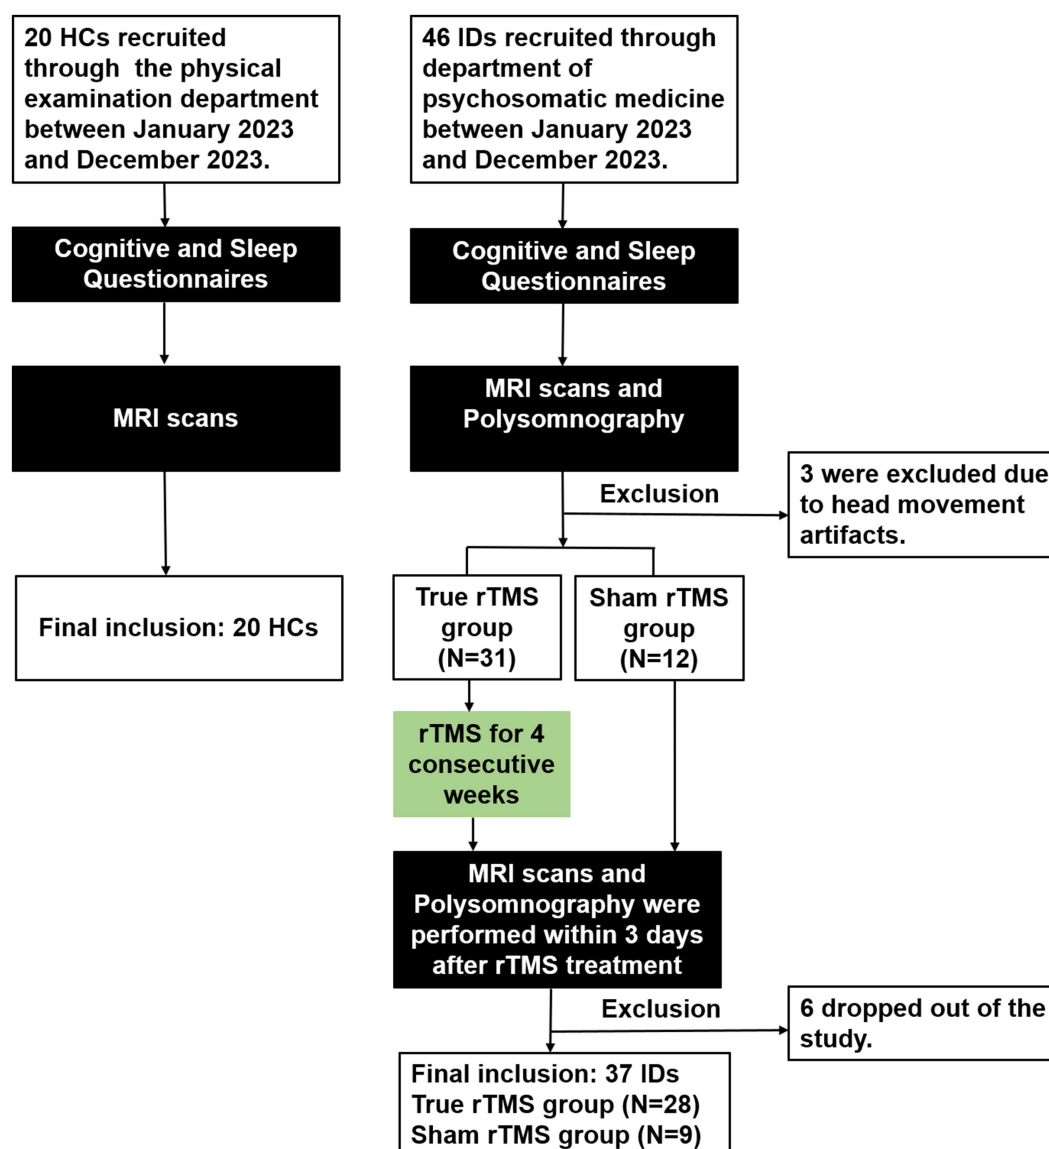 20 HCs recruited
through the physical
examination department
between January 2023
and December 2023.
Cognitive and Sleep
Questionnaires
MRI scans
Final inclusion: 20 HCs
46 IDs recruited through
department of
psychosomatic medicine
between January 2023
and December 2023.
Cognitive and Sleep
Questionnaires
MRI scans and
Polysomnography
Exclusion
3 were excluded due
to head movement
artifacts.
True rTMS
group
(N=31)
Sham rTMS
group
(N=12)
rTMS for 4
consecutive
weeks
MRI scans and
Polysomnography were
performed within 3 days
after rTMS treatment
Exclusion
6 dropped out of the
study.
Final inclusion: 37 IDs
True rTMS group (N=28)
Sham rTMS group (N=9)